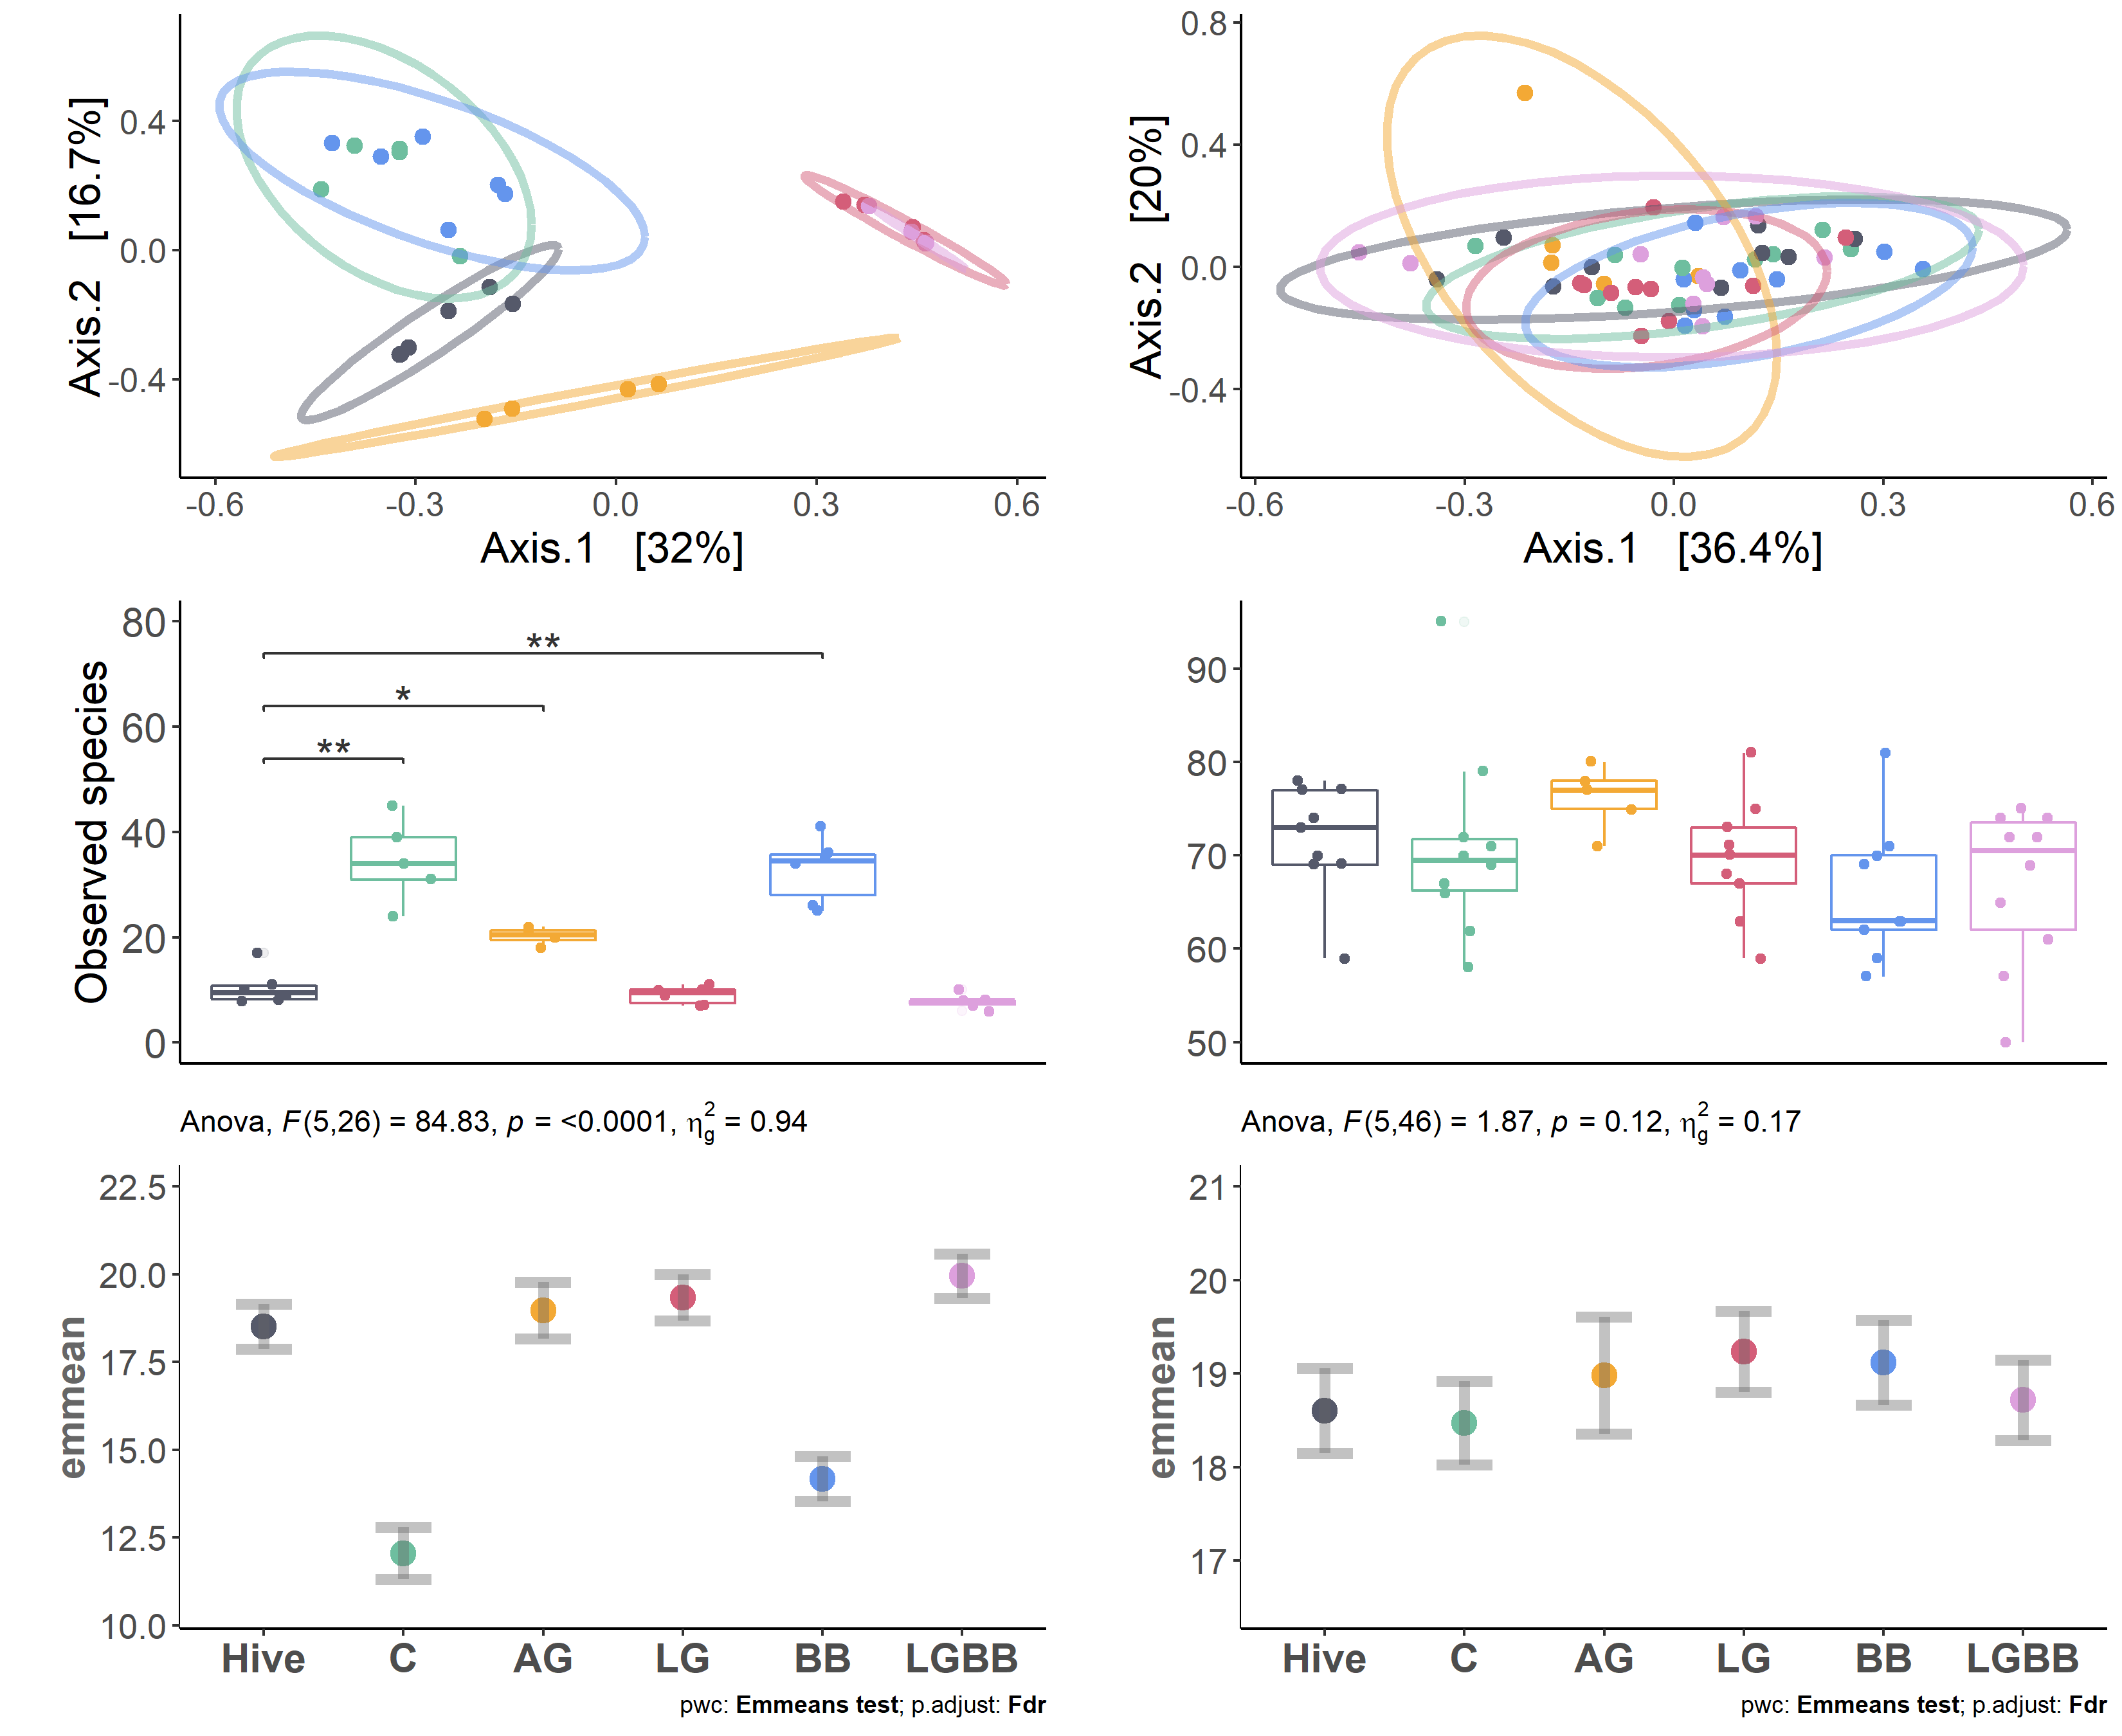 0.4
0.0
-0.4
Axis.2 [16.7%]
-0.6 -0.3 0.0 0.3 0.6
Axis.1 [32%]
0.8
0.4
0.0
-0.4
Axis.2 [20%]
-0.6 -0.3 0.0 0.3 0.6
Axis.1 [36.4%]
80
60
40
20
0
Observed species
**
*
**
90
80
70
60
50
Anova, F(5,26) = 84.83, p = <0.0001, η²g = 0.94
Anova, F(5,46) = 1.87, p = 0.12, η²g = 0.17
22.5
20.0
17.5
15.0
12.5
10.0
emmean
Hive C AG LG BB LGBB
pwc: Emmeans test; p.adjust: Fdr
21
20
19
18
17
emmean
Hive C AG LG BB LGBB
pwc: Emmeans test; p.adjust: Fdr